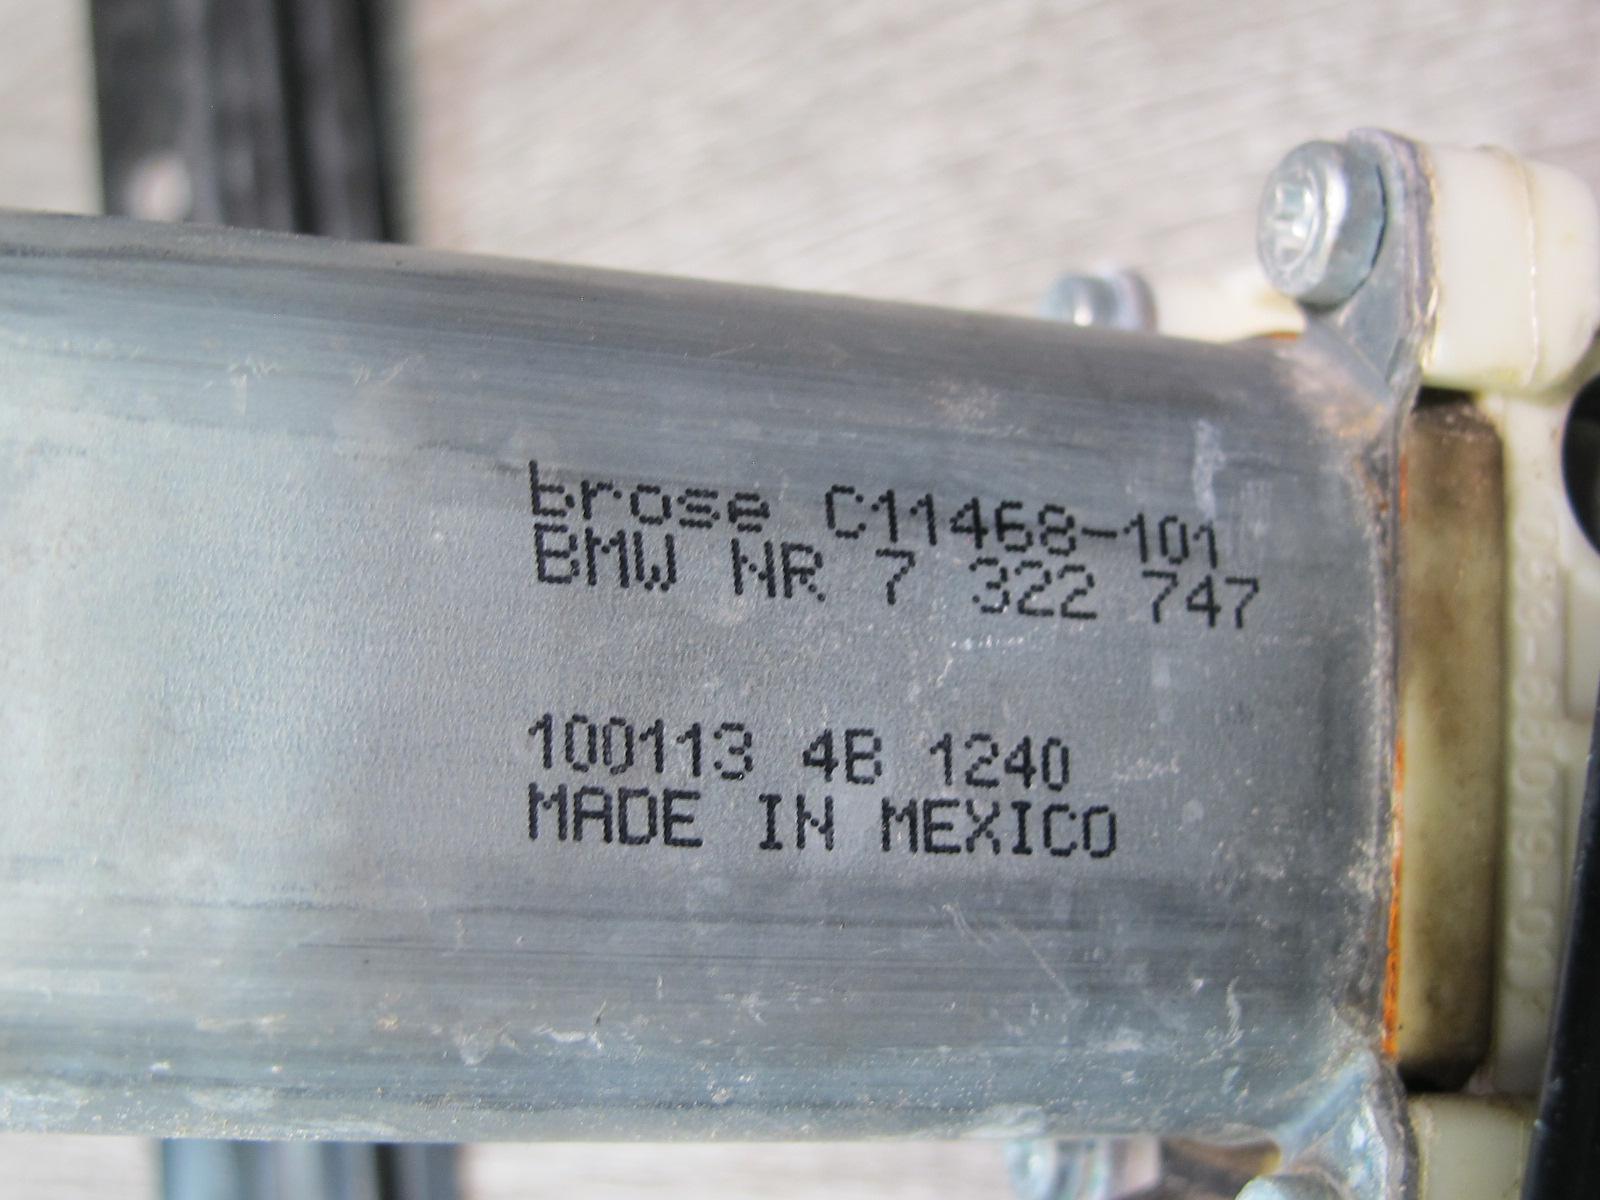 brose C11468-101
BMW NR 7 322 747
100113 4B 1240
MADE IN MEXICO